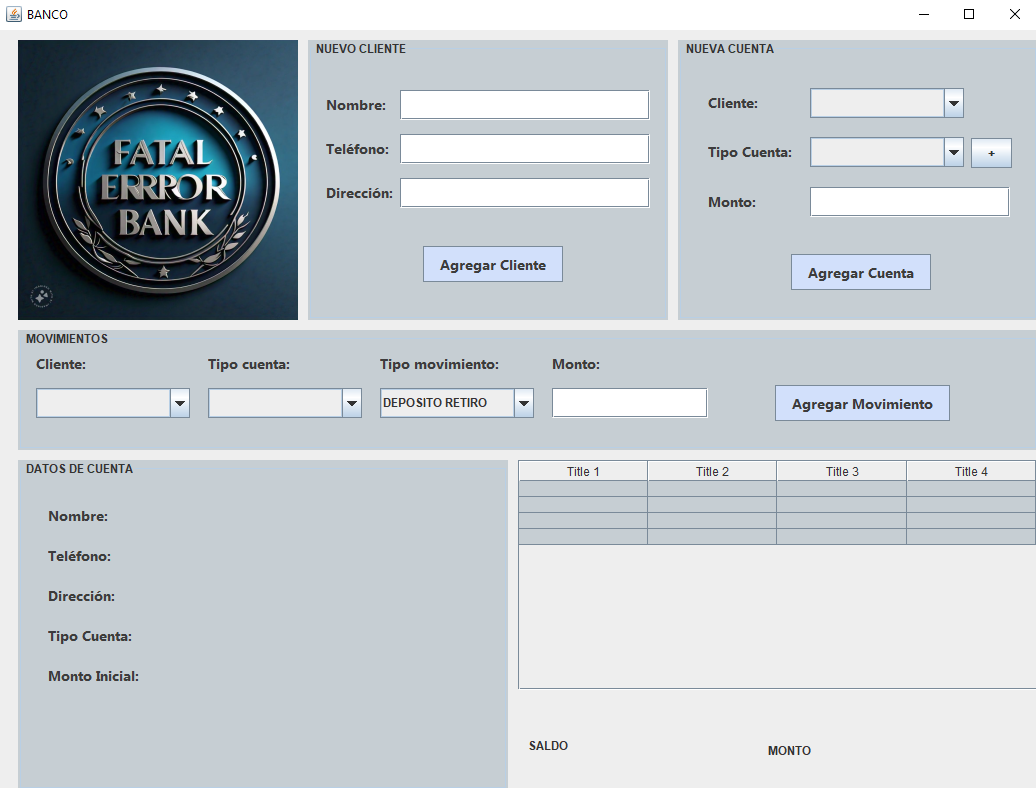 BANCO
FATAL
ERRROR
BANK
NUEVO CLIENTE
Nombre:
Teléfono:
Dirección:
Agregar Cliente
NUEVA CUENTA
Cliente:
Tipo Cuenta:
+
Monto:
Agregar Cuenta
MOVIMIENTOS
Cliente: Tipo cuenta: Tipo movimiento: Monto:
DEPOSITO RETIRO
Agregar Movimiento
DATOS DE CUENTA
Nombre:
Teléfono:
Dirección:
Tipo Cuenta:
Monto Inicial:
Title 1 Title 2 Title 3 Title 4
SALDO
MONTO